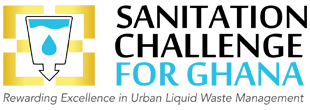 SANITATION
CHALLENGE
FOR GHANA
Rewarding Excellence in Urban Liquid Waste Management